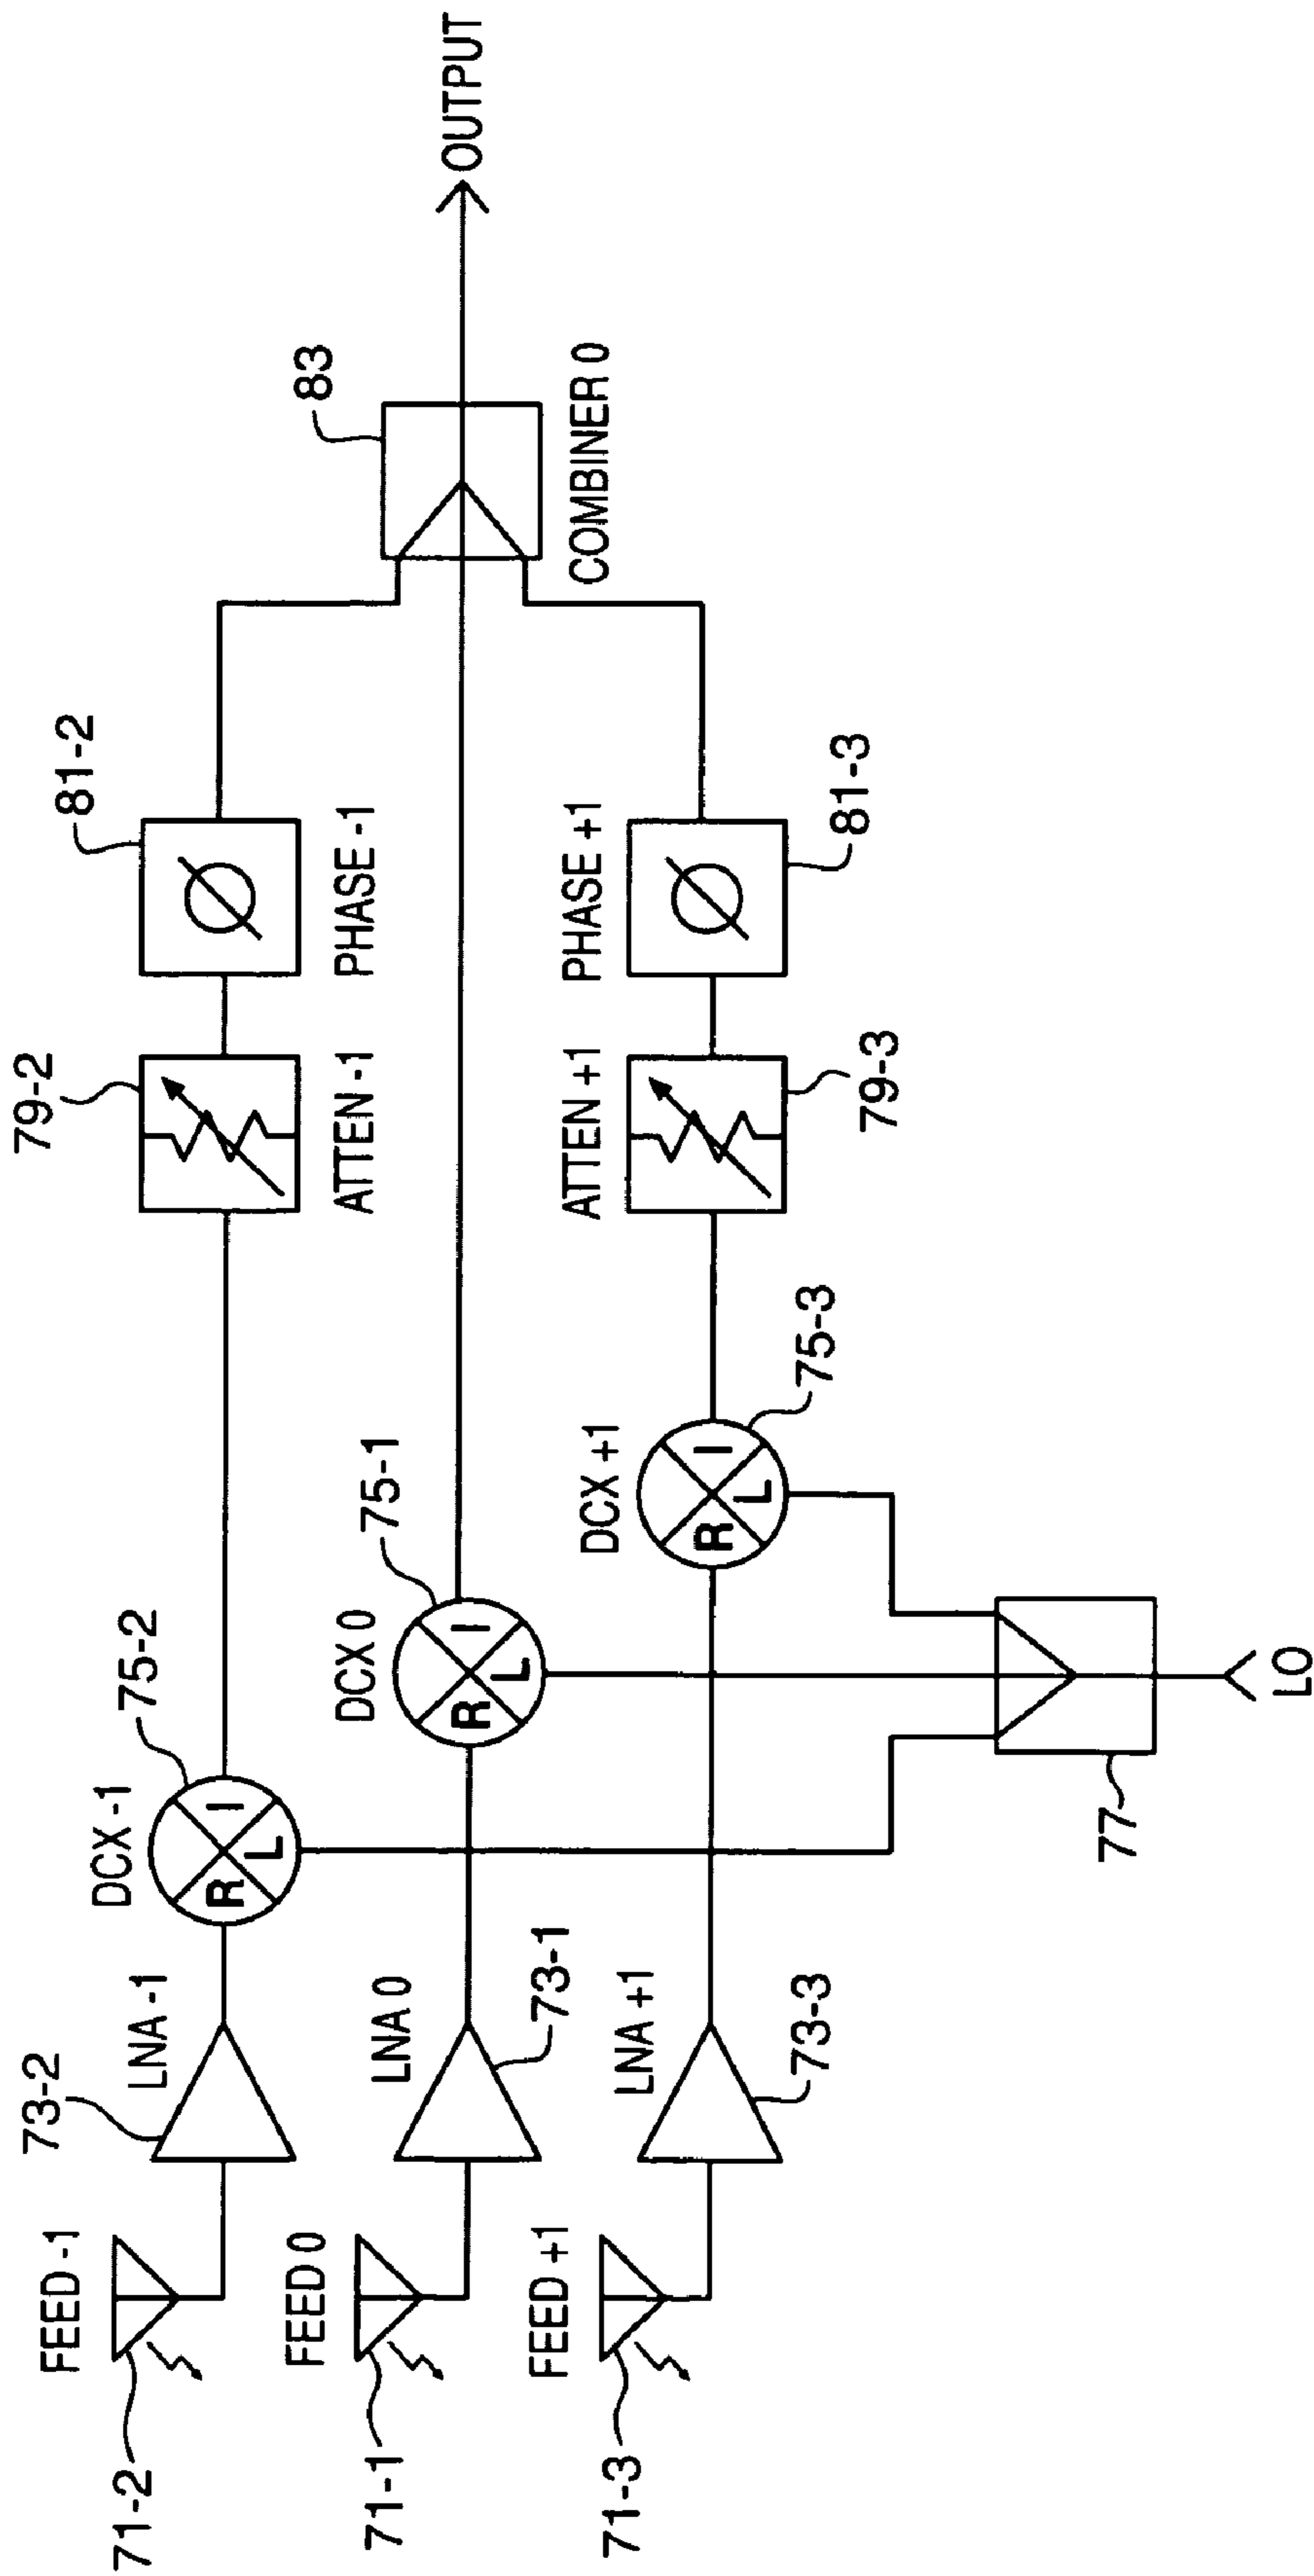 79-2
81-2
73-2
75-2
FEED -1
LNA -1
DCX -1
ATTEN -1
PHASE -1
71-2
83
75-1
FEED 0
LNA 0
DCX 0
R
L
I
R
L
I
R
L
I
OUTPUT
71-1
73-1
COMBINER 0
FEED +1
LNA +1
DCX +1
ATTEN +1
PHASE +1
71-3
73-3
75-3
79-3
81-3
77
LO